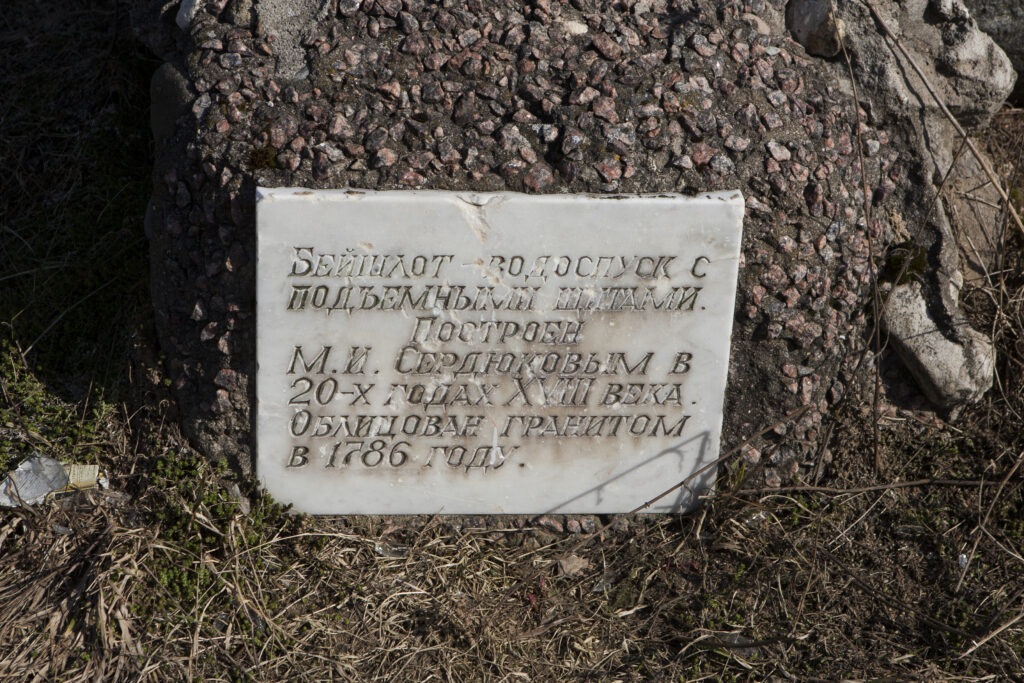 Бейшлот - водоспуск с
подъемными щитами.
Построен
М.И. Сердюковым в
20-х годах XVIII века.
Облицован гранитом
в 1786 году.